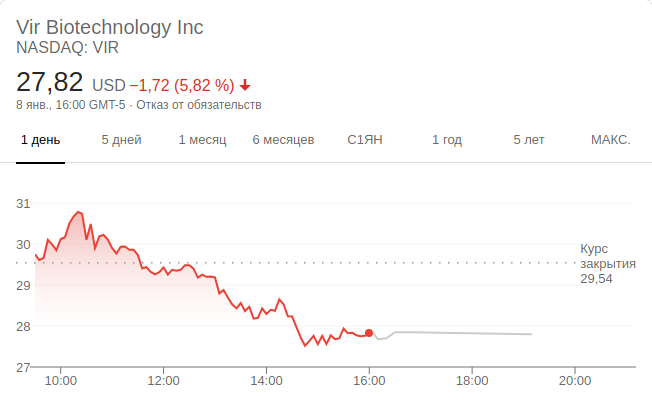 Vir Biotechnology Inc
NASDAQ: VIR
27,82 USD −1,72 (5,82 %)
8 янв., 16:00 GMT-5 · Отказ от обязательств
1 день 5 дней 1 месяц 6 месяцев С1ЯН 1 год 5 лет МАКС.
31
30
29
28
27
Курс
закрытия
29,54
10:00 12:00 14:00 16:00 18:00 20:00